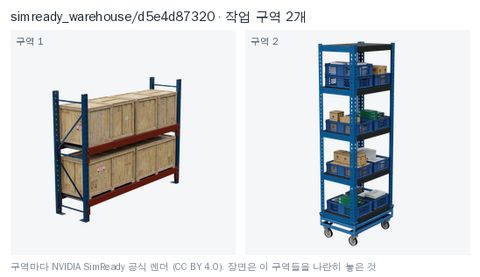 simready_warehouse/d5e4d87320 · 작업 구역 2개
구역 1
구역 2
구역마다 NVIDIA SimReady 공식 렌더 (CC BY 4.0). 장면은 이 구역들을 나란히 놓은 것